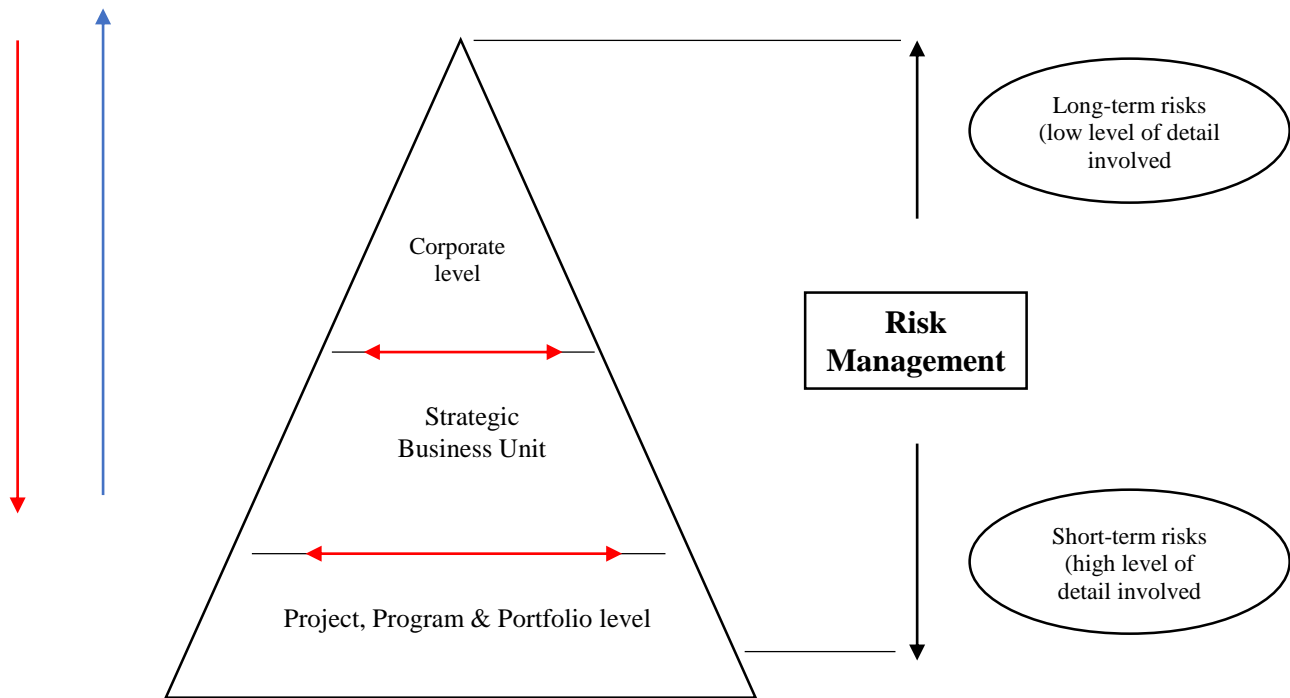 Long-term risks
(low level of detail
involved
Corporate
level
Risk
Management
Strategic
Business Unit
Short-term risks
(high level of
detail involved
Project, Program & Portfolio level